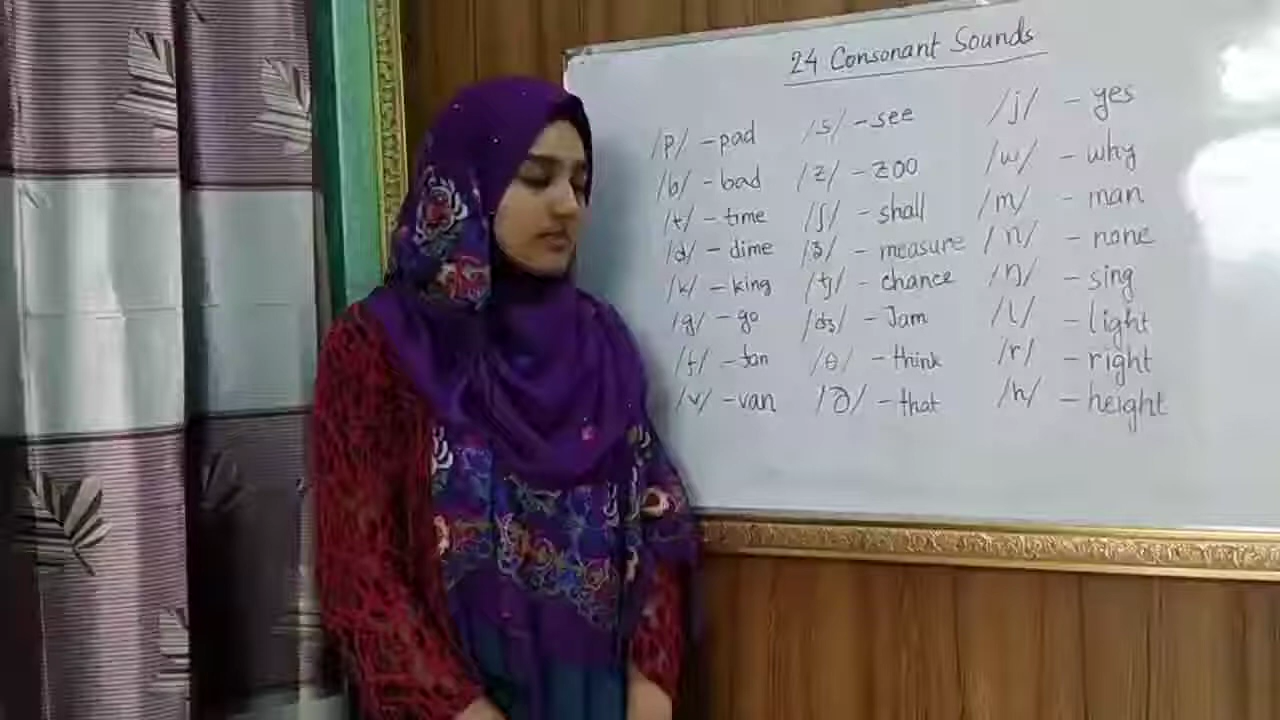 24 Consonant Sounds
/p/ - pad /s/ - see /j/ - yes
/b/ - bad /z/ - zoo /w/ - why
/t/ - time /ʃ/ - shall /m/ - man
/d/ - dime /ʒ/ - measure /n/ - none
/k/ - king /tʃ/ - chance /ŋ/ - sing
/g/ - go /dʒ/ - Jam /l/ - light
/f/ - fan /θ/ - think /r/ - right
/v/ - van /ð/ - that /h/ - height